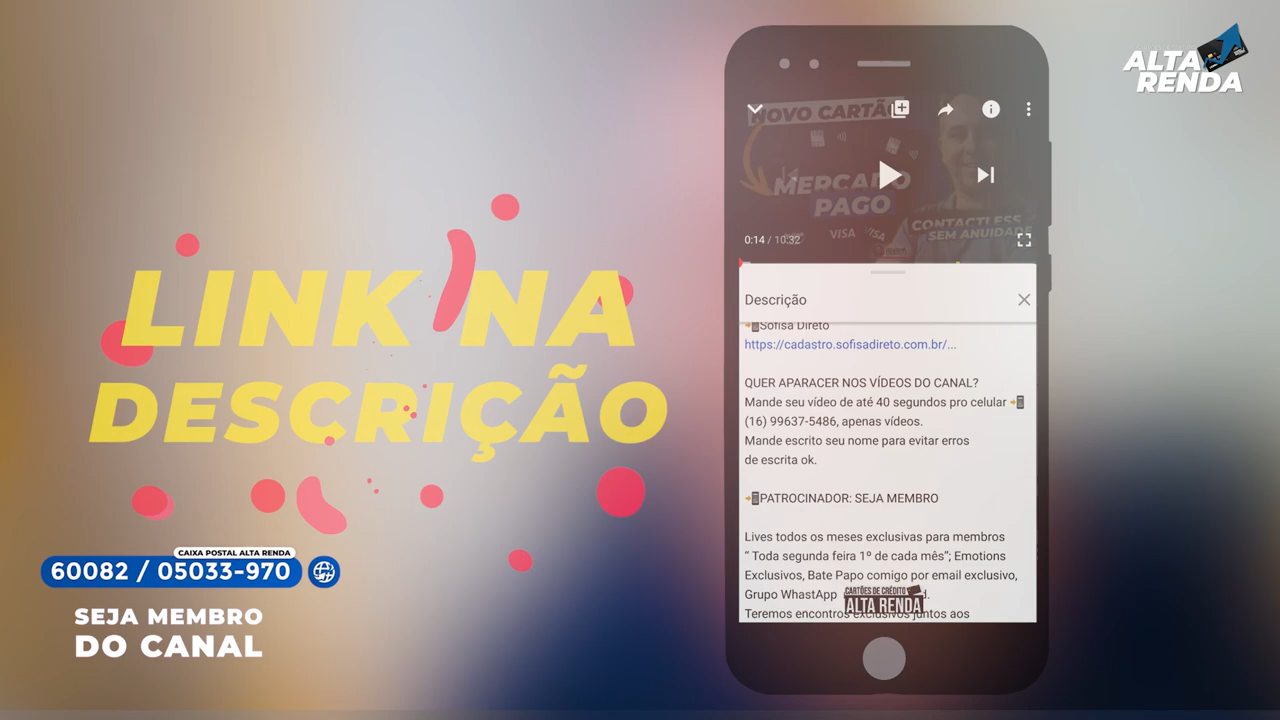 ALTA
RENDA
NOVO CARTÃO
MERCADO
PAGO
CONTACTLESS
SEM ANUIDADE
VISA
VISA
0:14 / 10:32
LINK NA
DESCRIÇÃO
Descrição
Sofisa Direto
https://cadastro.sofisadireto.com.br/...
QUER APARACER NOS VÍDEOS DO CANAL?
Mande seu vídeo de até 40 segundos pro celular
(16) 99637-5486, apenas vídeos.
Mande escrito seu nome para evitar erros
de escrita ok.
PATROCINADOR: SEJA MEMBRO
Lives todos os meses exclusivas para membros
“ Toda segunda feira 1º de cada mês”; Emotions
Exclusivos, Bate Papo comigo por email exclusivo,
Grupo WhastApp
Teremos encontros exclusivos juntos aos
CARTÕES DE CRÉDITO
ALTA RENDA
CAIXA POSTAL ALTA RENDA
60082 / 05033-970
SEJA MEMBRO
DO CANAL